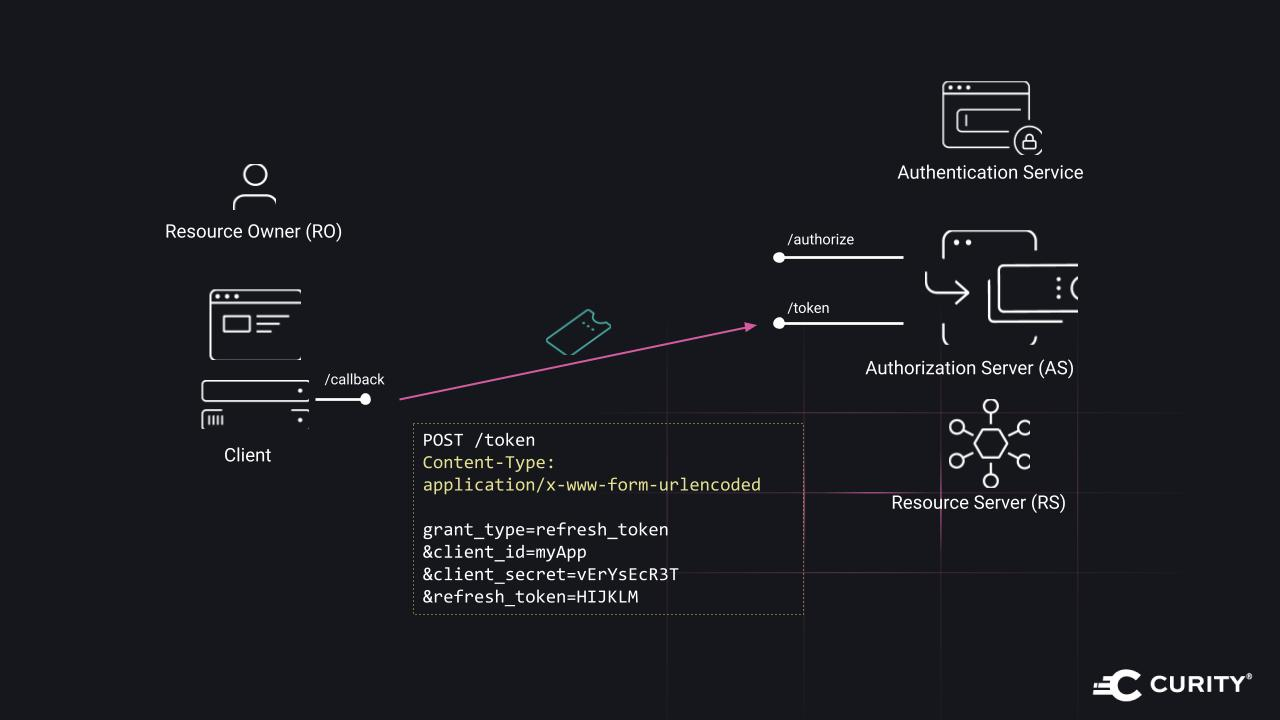 Authentication Service
Resource Owner (RO)
/authorize
/token
Authorization Server (AS)
/callback
Client
POST /token
Content-Type:
application/x-www-form-urlencoded
grant_type=refresh_token
&client_id=myApp
&client_secret=vErYsEcR3T
&refresh_token=HIJKLM
Resource Server (RS)
CURITY®